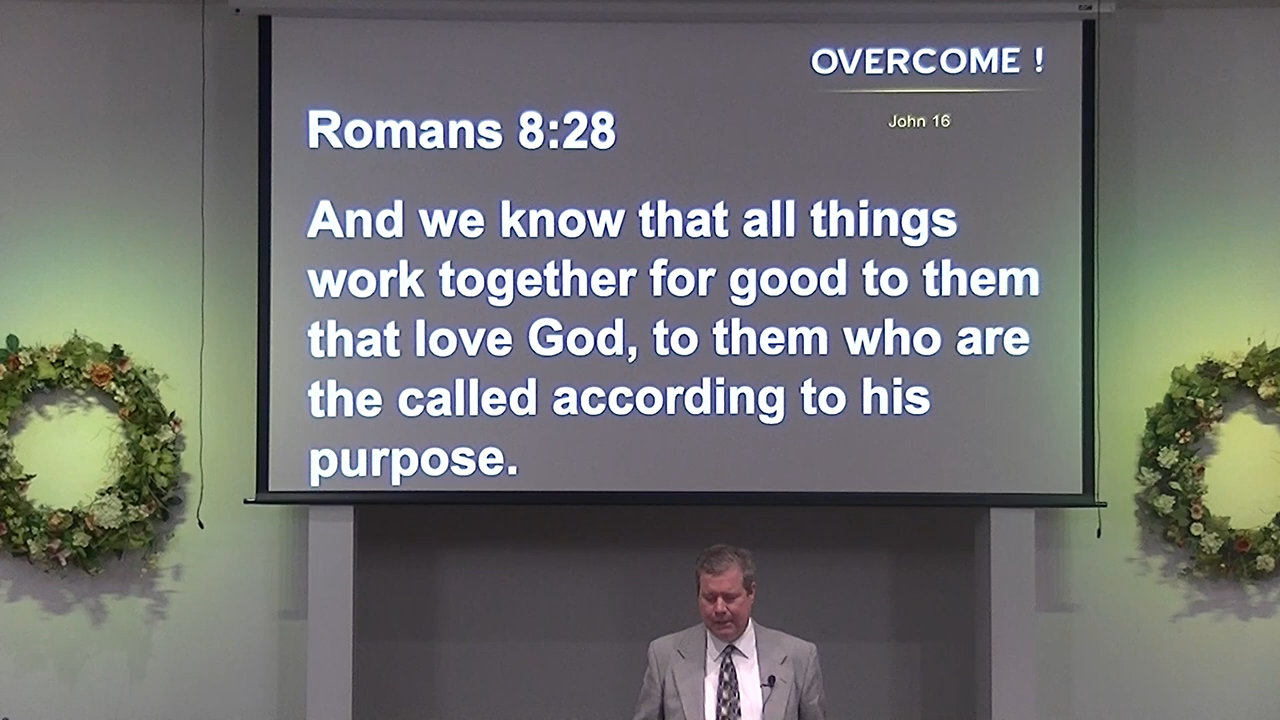 OVERCOME !
John 16
Romans 8:28
And we know that all things
work together for good to them
that love God, to them who are
the called according to his
purpose.